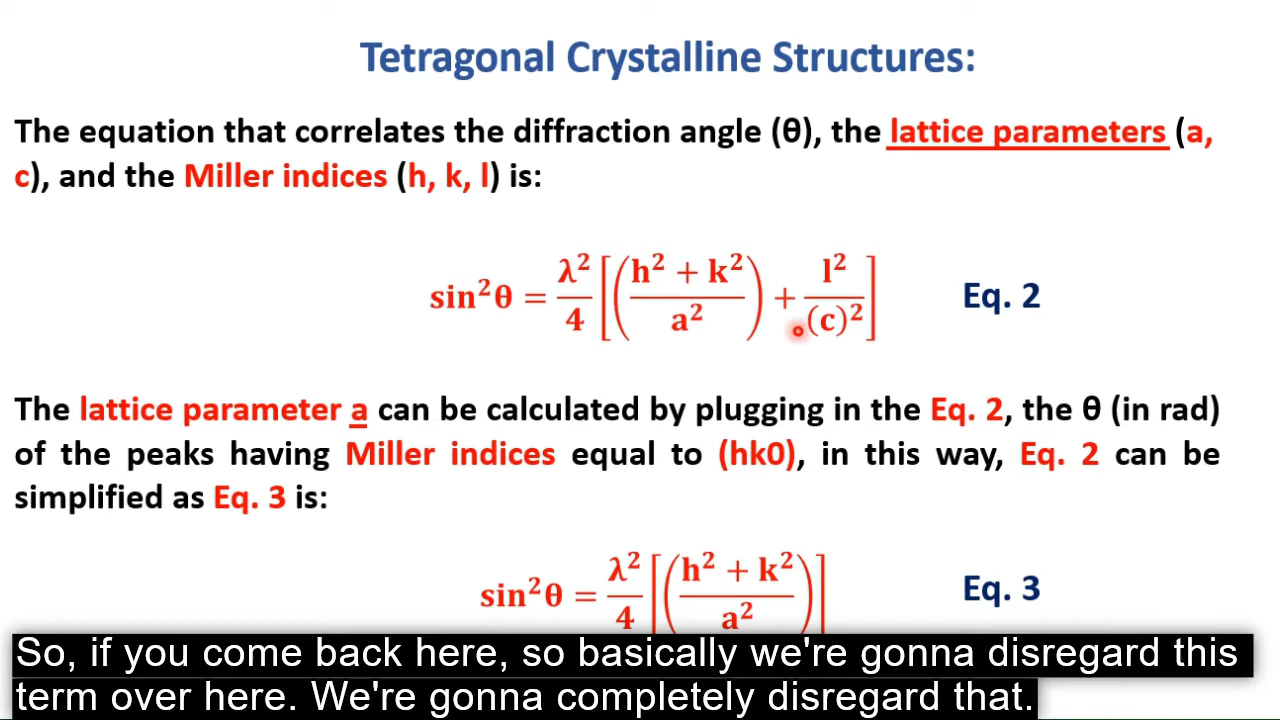 Tetragonal Crystalline Structures:
The equation that correlates the diffraction angle (θ), the lattice parameters (a,
c), and the Miller indices (h, k, l) is:
sin²θ = λ²/4 [((h² + k²)/a²) + l²/(c)²] Eq. 2
The lattice parameter a can be calculated by plugging in the Eq. 2, the θ (in rad)
of the peaks having Miller indices equal to (hk0), in this way, Eq. 2 can be
simplified as Eq. 3 is:
sin²θ = λ²/4 [((h² + k²)/a²)] Eq. 3
So, if you come back here, so basically we're gonna disregard this
term over here. We're gonna completely disregard that.